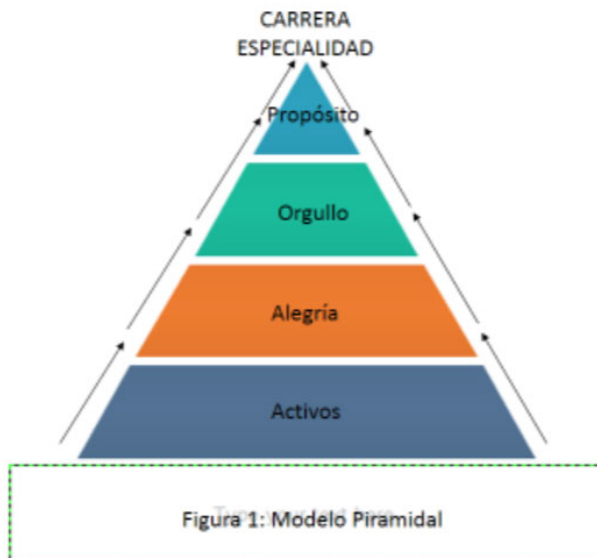 CARRERA
ESPECIALIDAD
Propósito
Orgullo
Alegría
Activos
Figura 1: Modelo Piramidal